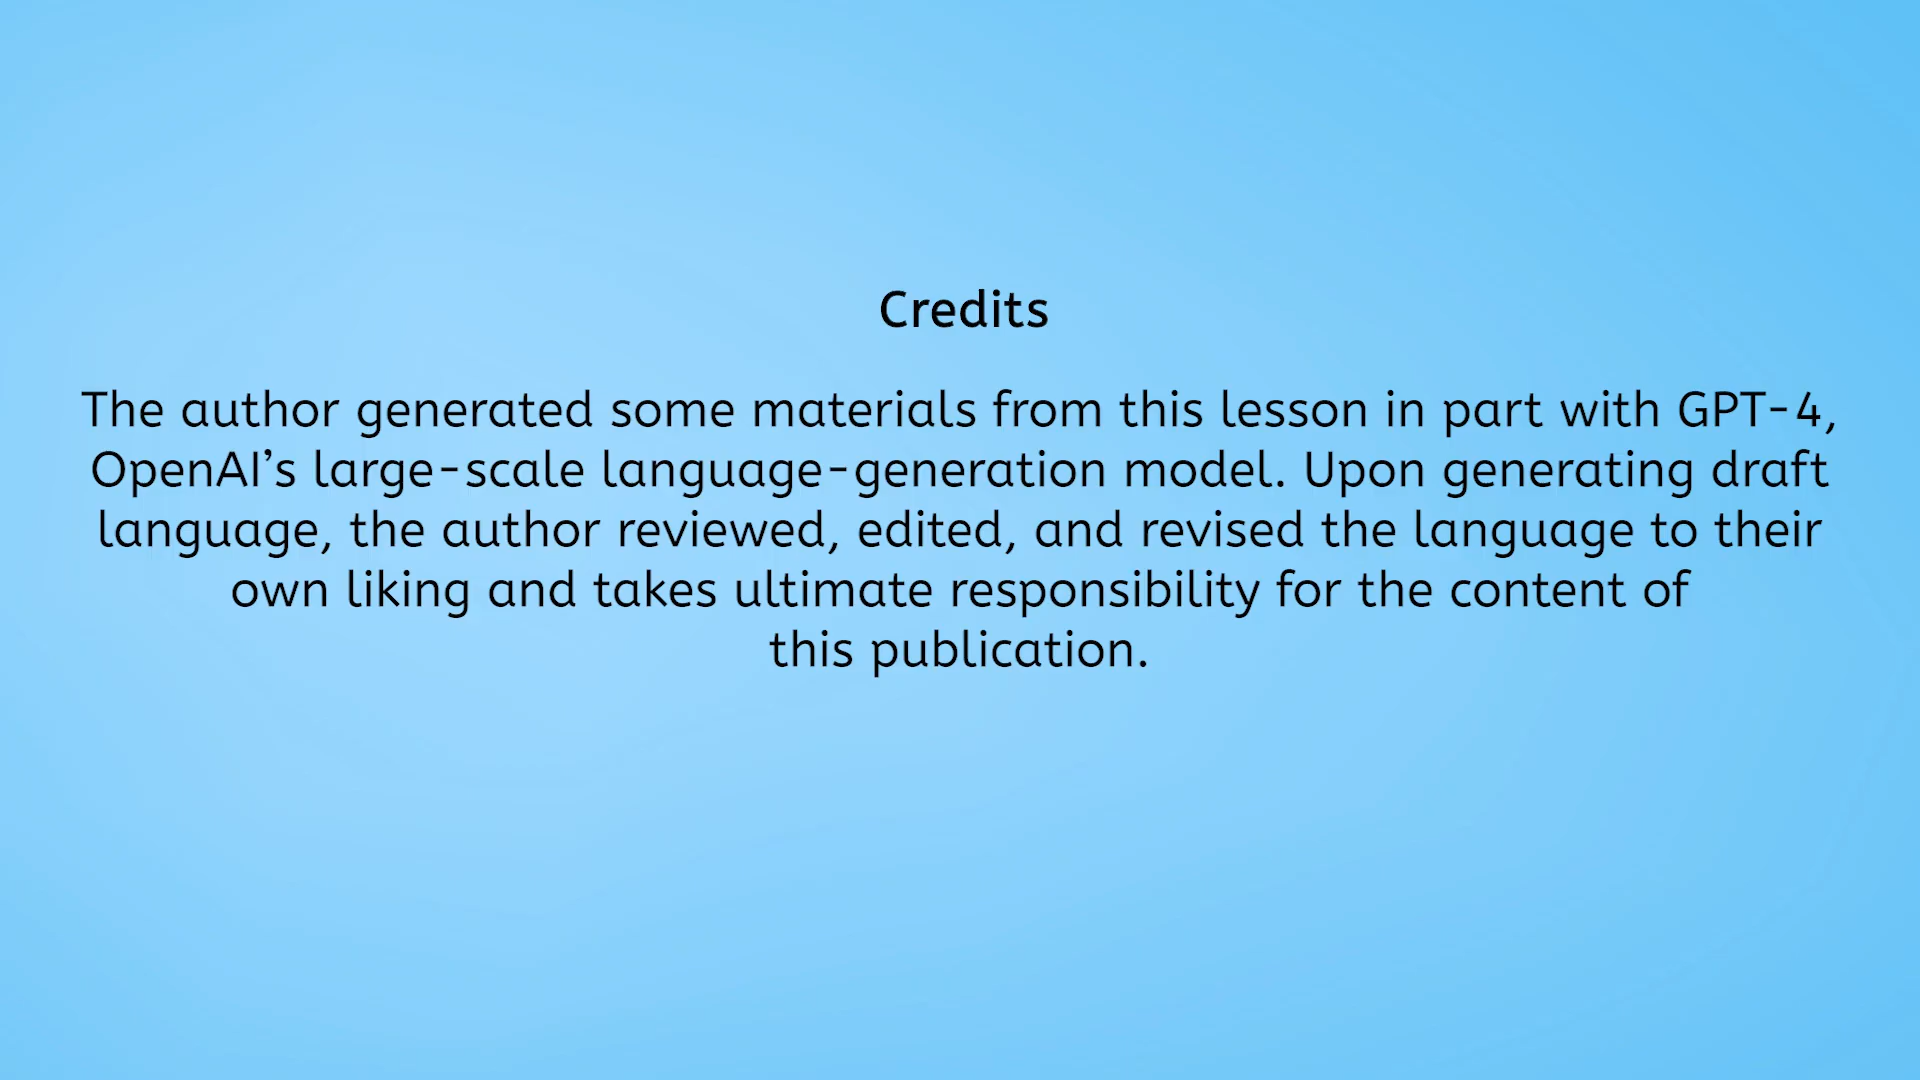 Credits
The author generated some materials from this lesson in part with GPT-4,
OpenAI’s large-scale language-generation model. Upon generating draft
language, the author reviewed, edited, and revised the language to their
own liking and takes ultimate responsibility for the content of
this publication.